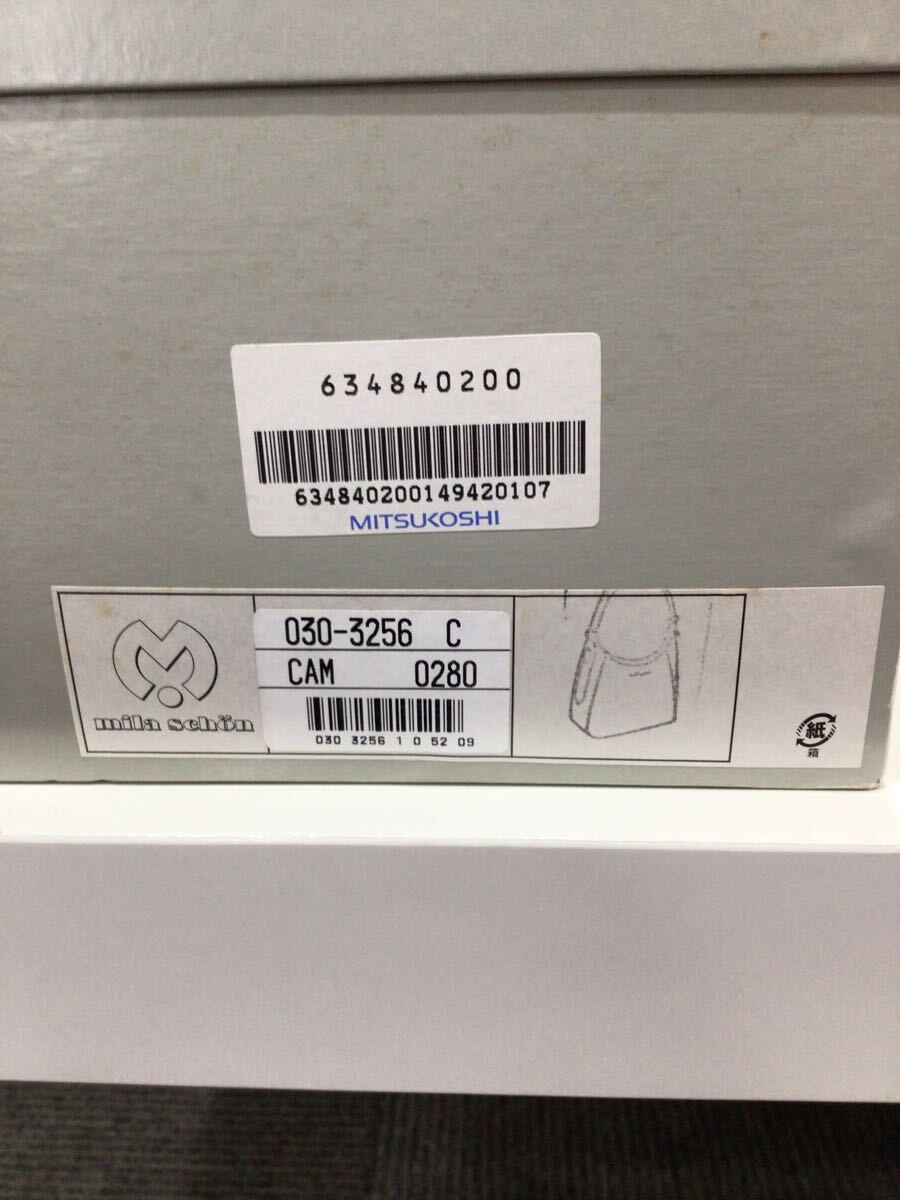 634840200
634840200149420107
MITSUKOSHI
mila schön
030-3256 C
CAM 0280
030 3256 1 0 52 09
紙
箱